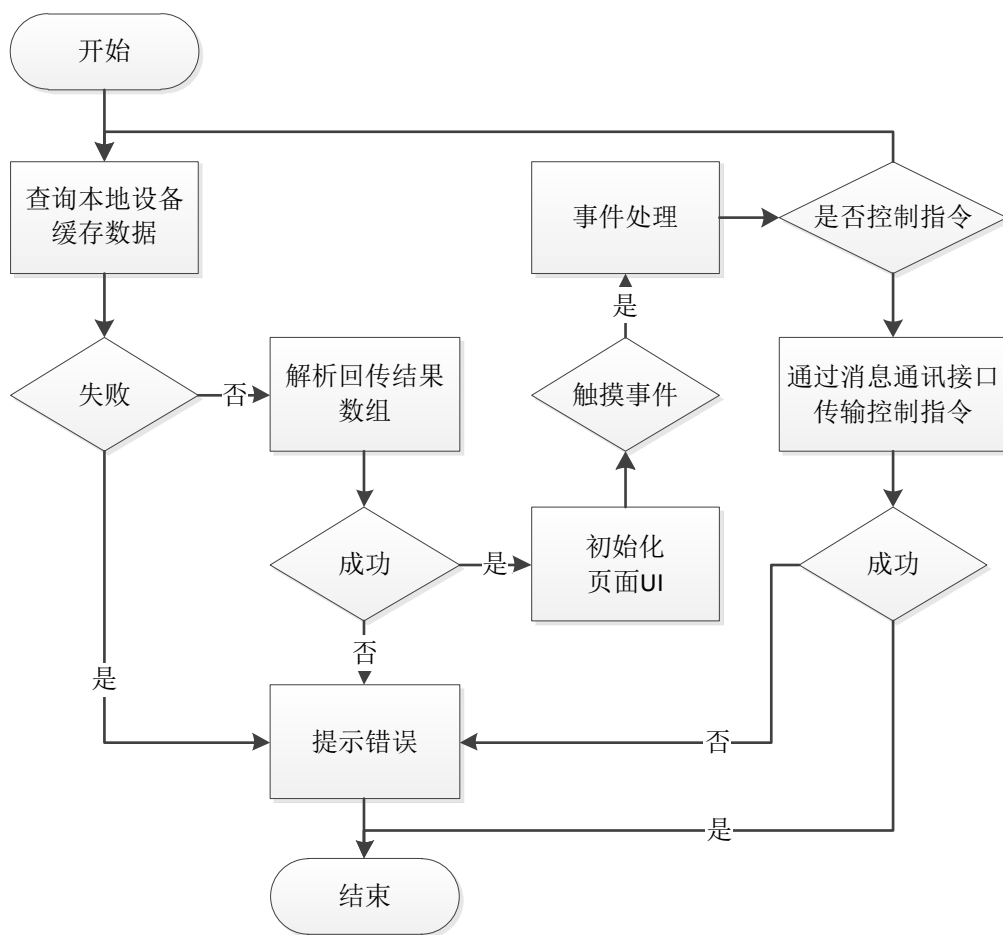 开始
查询本地设备
缓存数据
事件处理
是否控制指令
是
失败
否
解析回传结果
数组
触摸事件
通过消息通讯接口
传输控制指令
成功
是
初始化
页面UI
成功
否
是
提示错误
否
是
结束